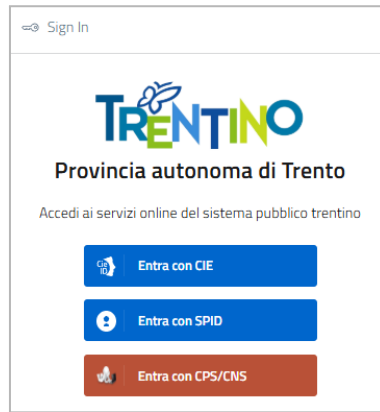 Sign In
TRENTINO
Provincia autonoma di Trento
Accedi ai servizi online del sistema pubblico trentino
Cie ID Entra con CIE
Entra con SPID
Entra con CPS/CNS